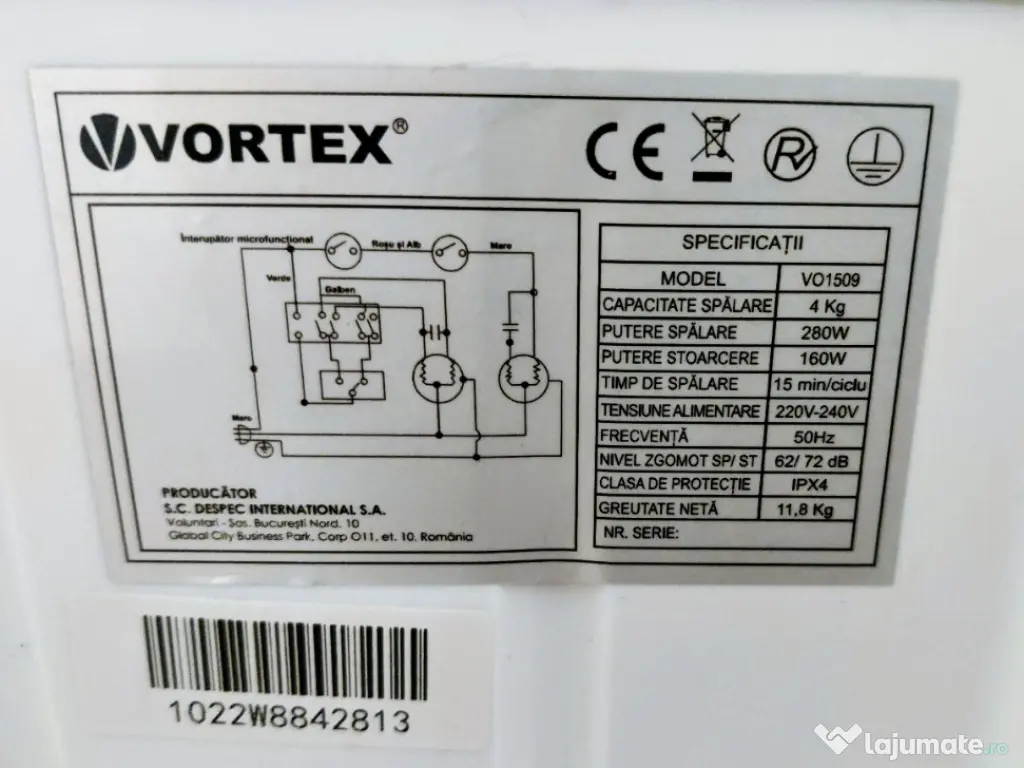 VORTEX®
CE
Înterupător microfuncțional
Roșu și Alb
Maro
Verde
Galben
Maro
PRODUCĂTOR
S.C. DESPEC INTERNATIONAL S.A.
Voluntari - Șos. București Nord, 10
Global City Business Park, Corp O11, et. 10, România
SPECIFICAȚII
MODEL VO1509
CAPACITATE SPĂLARE 4 Kg
PUTERE SPĂLARE 280W
PUTERE STOARCERE 160W
TIMP DE SPĂLARE 15 min/ciclu
TENSIUNE ALIMENTARE 220V-240V
FRECVENȚĂ 50Hz
NIVEL ZGOMOT SP/ ST 62/ 72 dB
CLASA DE PROTECȚIE IPX4
GREUTATE NETĂ 11,8 Kg
NR. SERIE:
1022W8842813
lajumate.ro